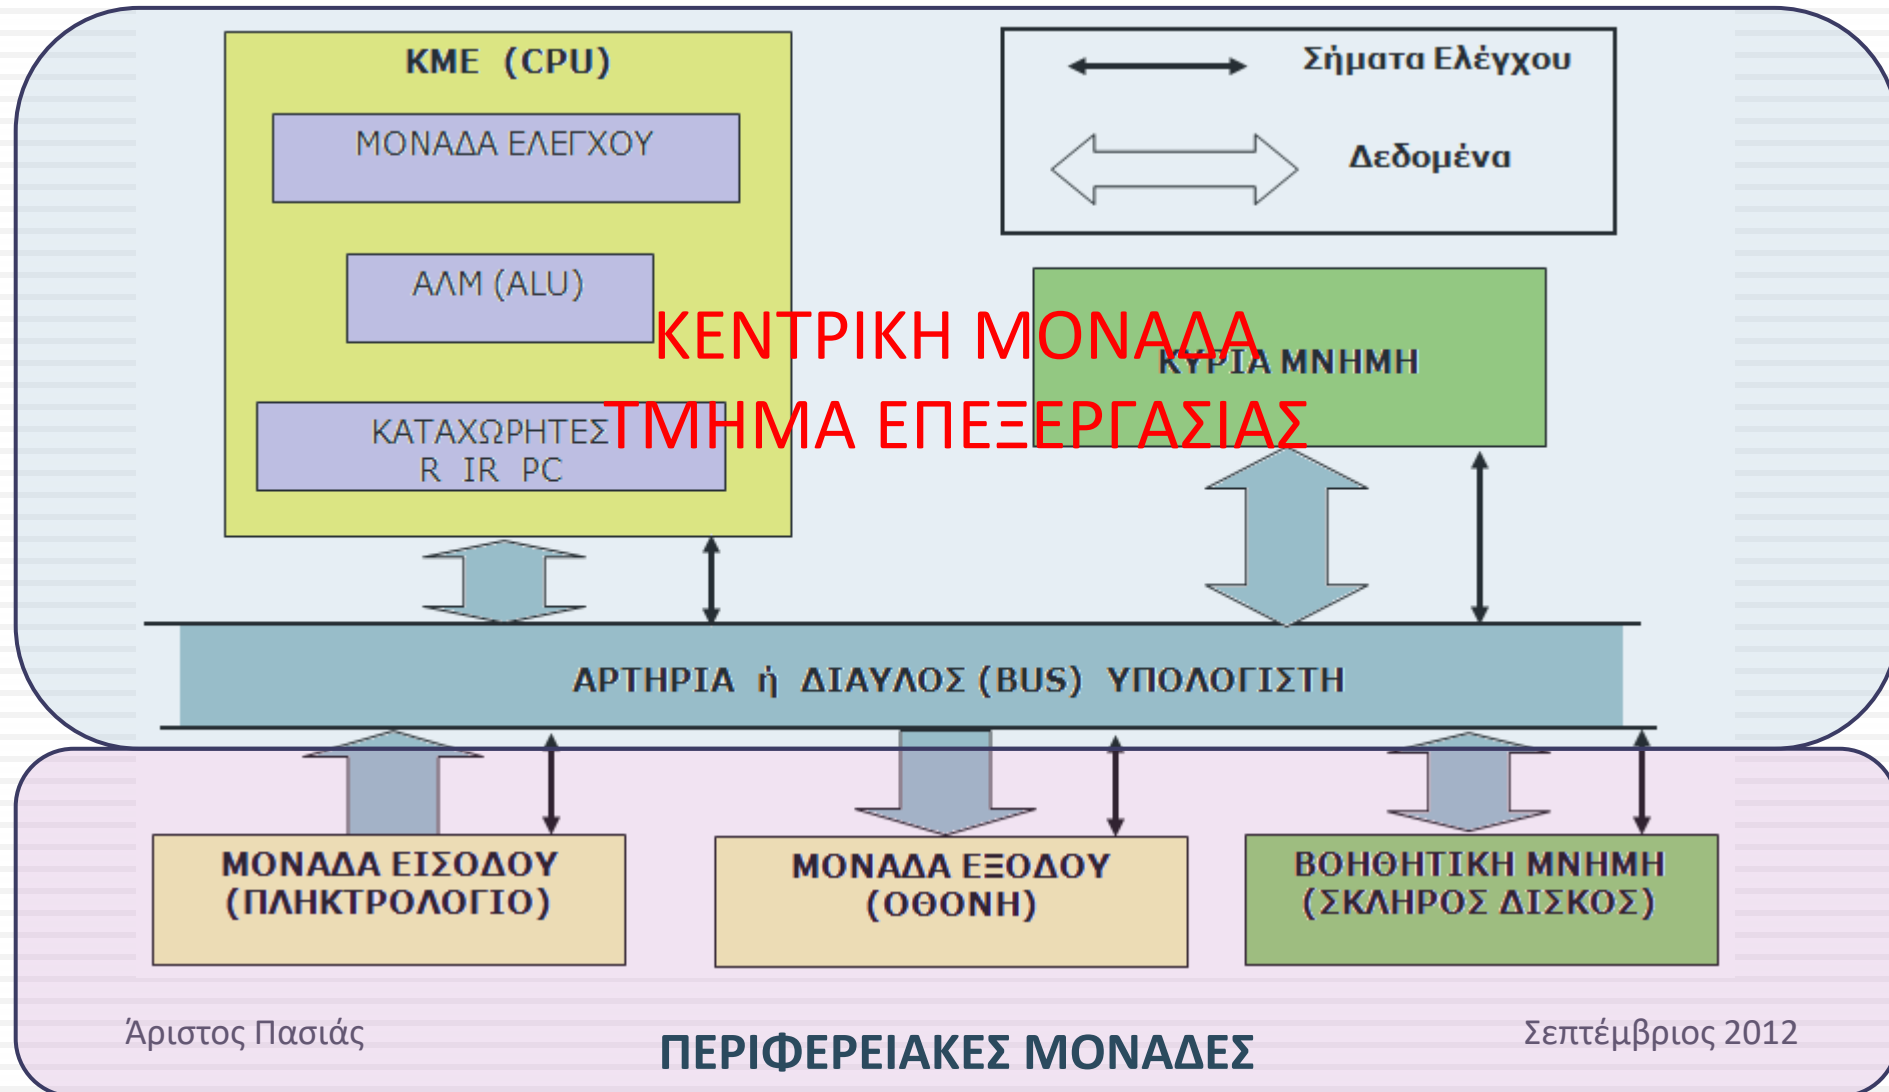 ΚΜΕ (CPU)
ΜΟΝΑΔΑ ΕΛΕΓΧΟΥ
ΑΛΜ (ALU)
ΚΑΤΑΧΩΡΗΤΕΣ
R IR PC
Σήματα Ελέγχου
Δεδομένα
ΚΕΝΤΡΙΚΗ ΜΟΝΑΔΑ
ΤΜΗΜΑ ΕΠΕΞΕΡΓΑΣΙΑΣ
ΚΥΡΙΑ ΜΝΗΜΗ
ΑΡΤΗΡΙΑ ή ΔΙΑΥΛΟΣ (BUS) ΥΠΟΛΟΓΙΣΤΗ
ΜΟΝΑΔΑ ΕΙΣΟΔΟΥ
(ΠΛΗΚΤΡΟΛΟΓΙΟ)
ΜΟΝΑΔΑ ΕΞΟΔΟΥ
(ΟΘΟΝΗ)
ΒΟΗΘΗΤΙΚΗ ΜΝΗΜΗ
(ΣΚΛΗΡΟΣ ΔΙΣΚΟΣ)
Άριστος Πασιάς
ΠΕΡΙΦΕΡΕΙΑΚΕΣ ΜΟΝΑΔΕΣ
Σεπτέμβριος 2012